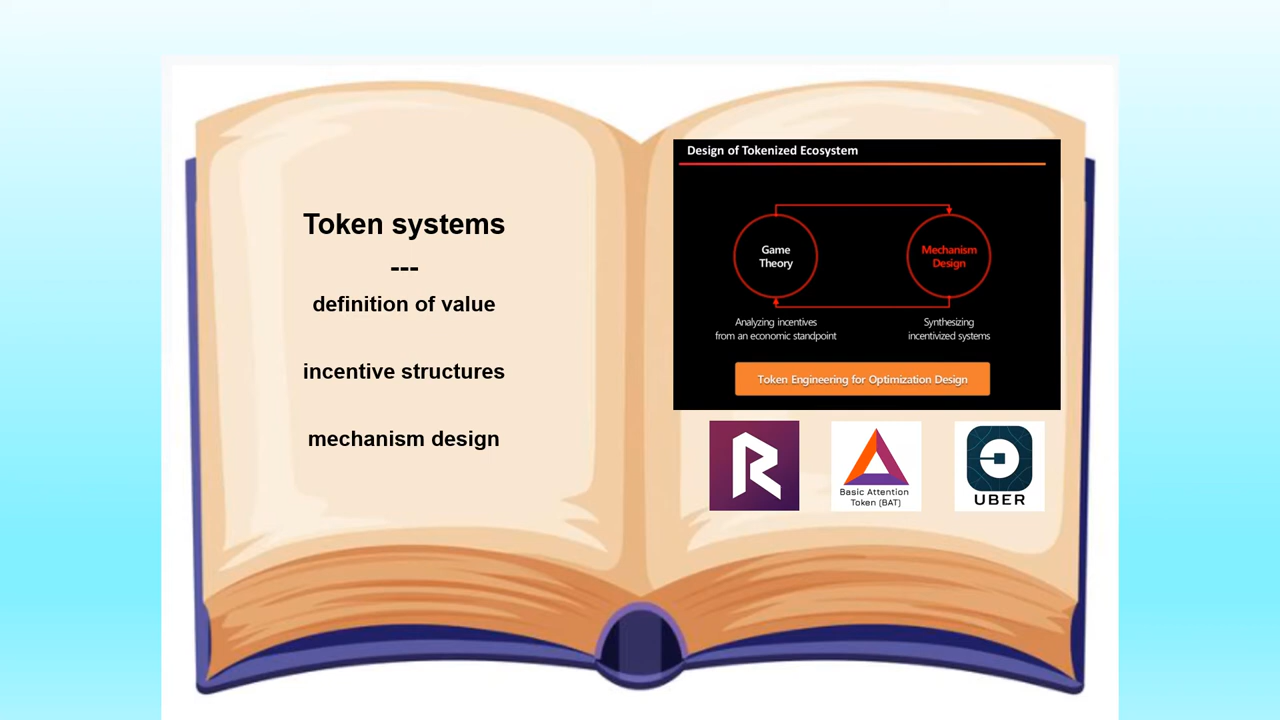 Token systems
---
definition of value
incentive structures
mechanism design
Design of Tokenized Ecosystem
Game
Theory
Mechanism
Design
Analyzing incentives
from an economic standpoint
Synthesizing
incentivized systems
Token Engineering for Optimization Design
R
Basic Attention
Token (BAT)
UBER